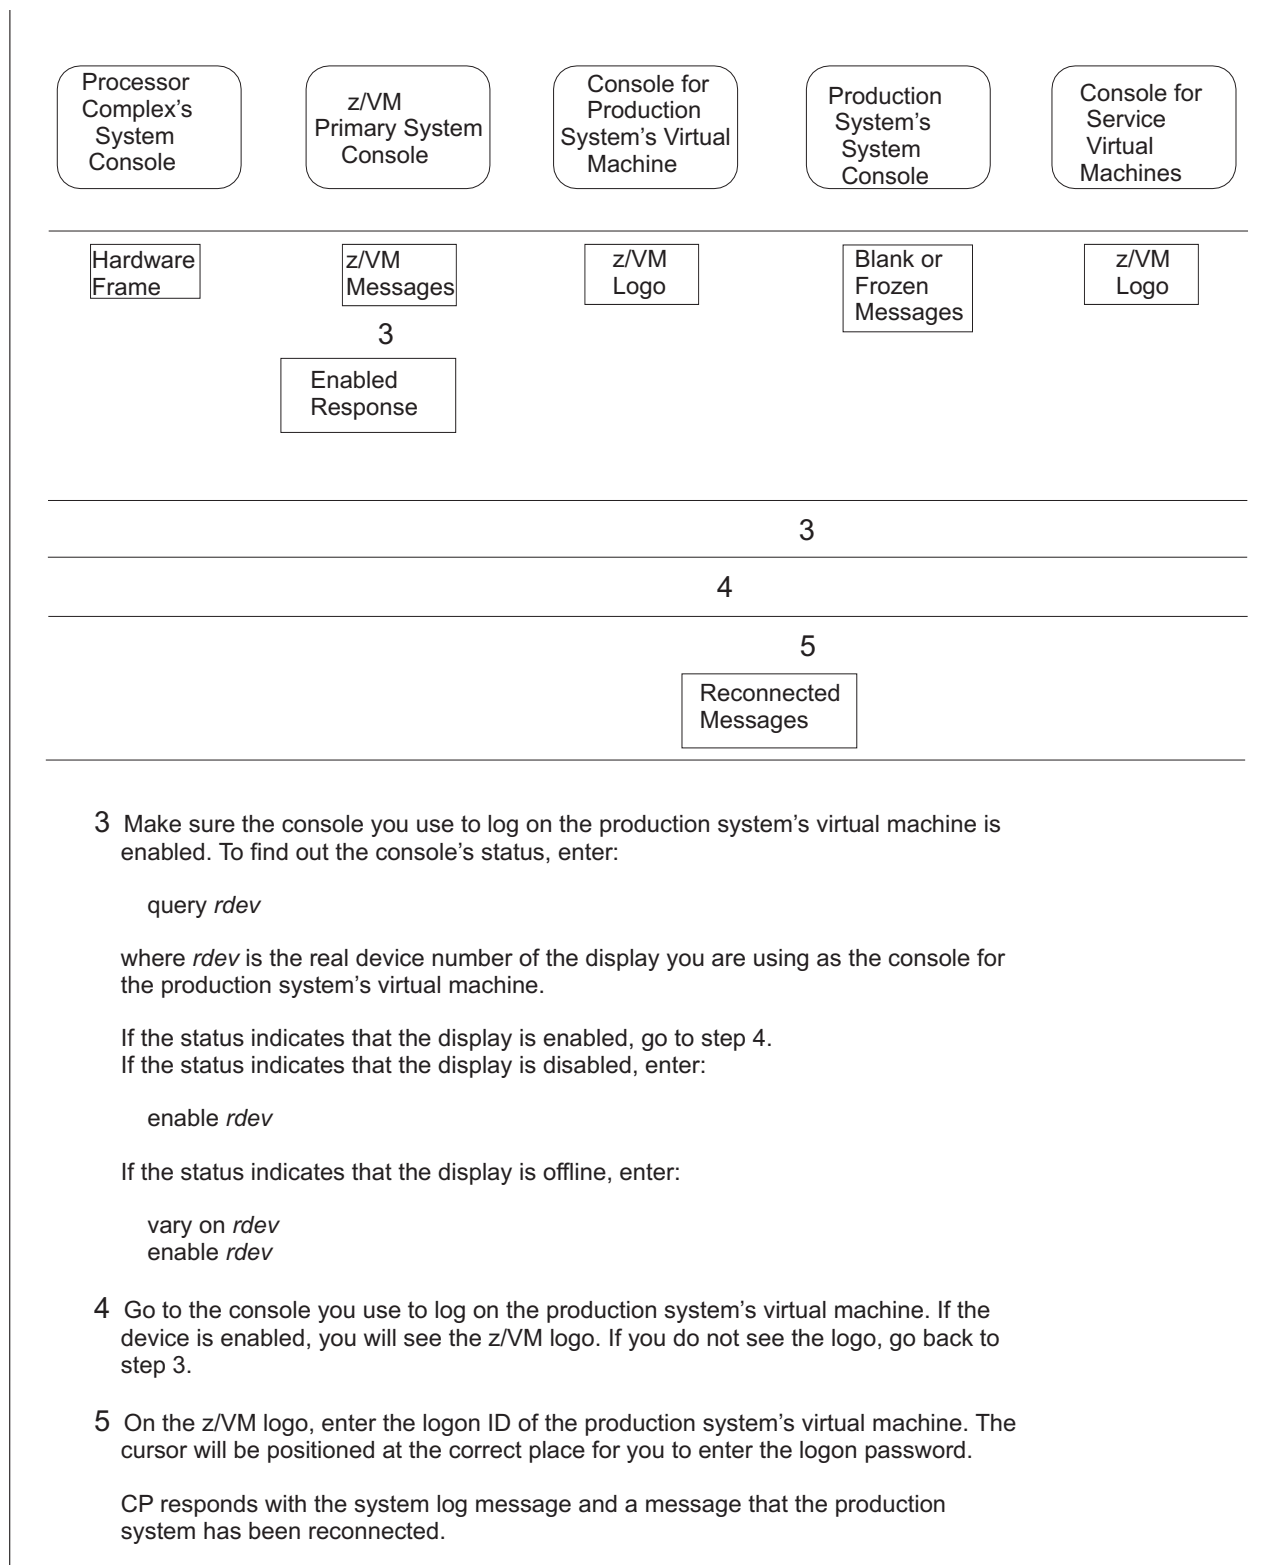 Processor
Complex's
System
Console
z/VM
Primary System
Console
Console for
Production
System's Virtual
Machine
Production
System's
System
Console
Console for
Service
Virtual
Machines
Hardware
Frame
z/VM
Messages
z/VM
Logo
Blank or
Frozen
Messages
z/VM
Logo
3
Enabled
Response
3
4
5
Reconnected
Messages
3 Make sure the console you use to log on the production system's virtual machine is
enabled. To find out the console's status, enter:
query rdev
where rdev is the real device number of the display you are using as the console for
the production system's virtual machine.
If the status indicates that the display is enabled, go to step 4.
If the status indicates that the display is disabled, enter:
enable rdev
If the status indicates that the display is offline, enter:
vary on rdev
enable rdev
4 Go to the console you use to log on the production system's virtual machine. If the
device is enabled, you will see the z/VM logo. If you do not see the logo, go back to
step 3.
5 On the z/VM logo, enter the logon ID of the production system's virtual machine. The
cursor will be positioned at the correct place for you to enter the logon password.
CP responds with the system log message and a message that the production
system has been reconnected.